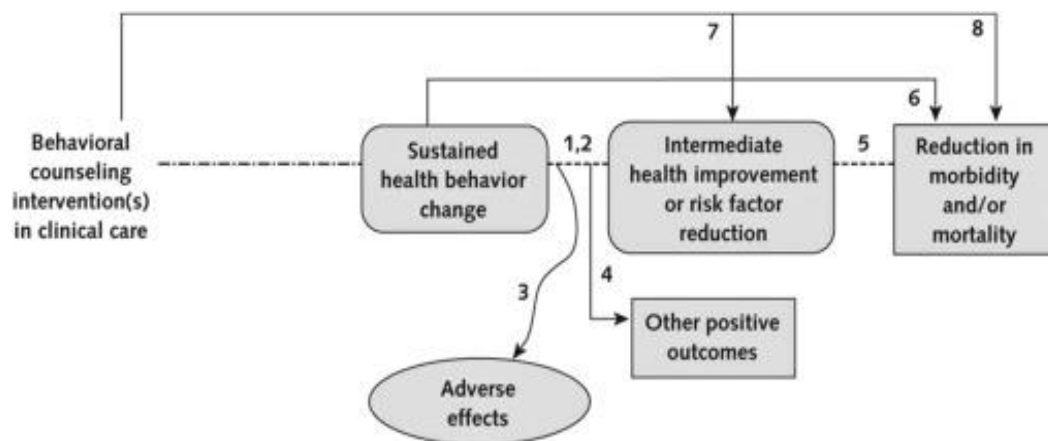 7
8
6
Behavioral
counseling
intervention(s)
in clinical care
Sustained
health behavior
change
1,2
Intermediate
health improvement
or risk factor
reduction
5
Reduction in
morbidity
and/or
mortality
3
4
Other positive
outcomes
Adverse
effects